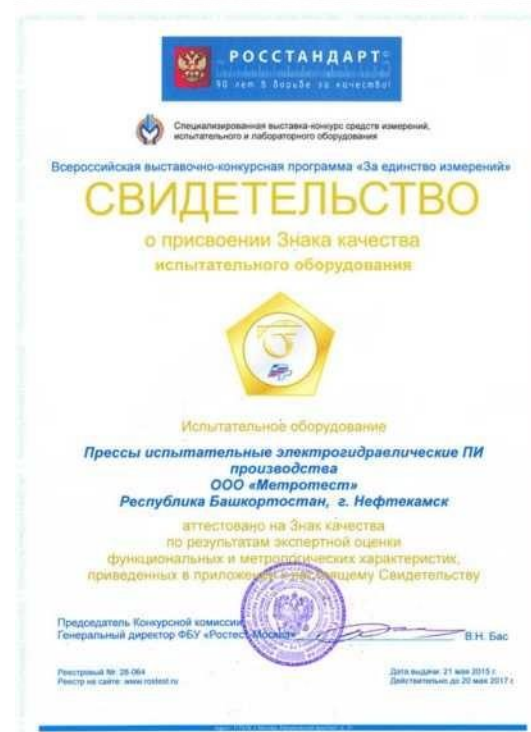 РОССТАНДАРТ
90 лет в борьбе за качество!
Специализированная выставка-конкурс средств измерений,
испытательного и лабораторного оборудования
Всероссийская выставочно-конкурсная программа «За единство измерений»
СВИДЕТЕЛЬСТВО
о присвоении Знака качества
испытательного оборудования
Испытательное оборудование
Прессы испытательные электрогидравлические ПИ
производства
ООО «Метротест»
Республика Башкортостан, г. Нефтекамск
аттестовано на Знак качества
по результатам экспертной оценки
функциональных и метрологических характеристик,
приведенных в приложении к настоящему Свидетельству
Председатель Конкурсной комиссии
Генеральный директор ФБУ «Ростест-Москва»
В.Н. Бас
Реестровый №: 28-064
Реестр на сайте: www.rostest.ru
Дата выдачи: 21 мая 2015 г.
Действительно до 20 мая 2017 г.